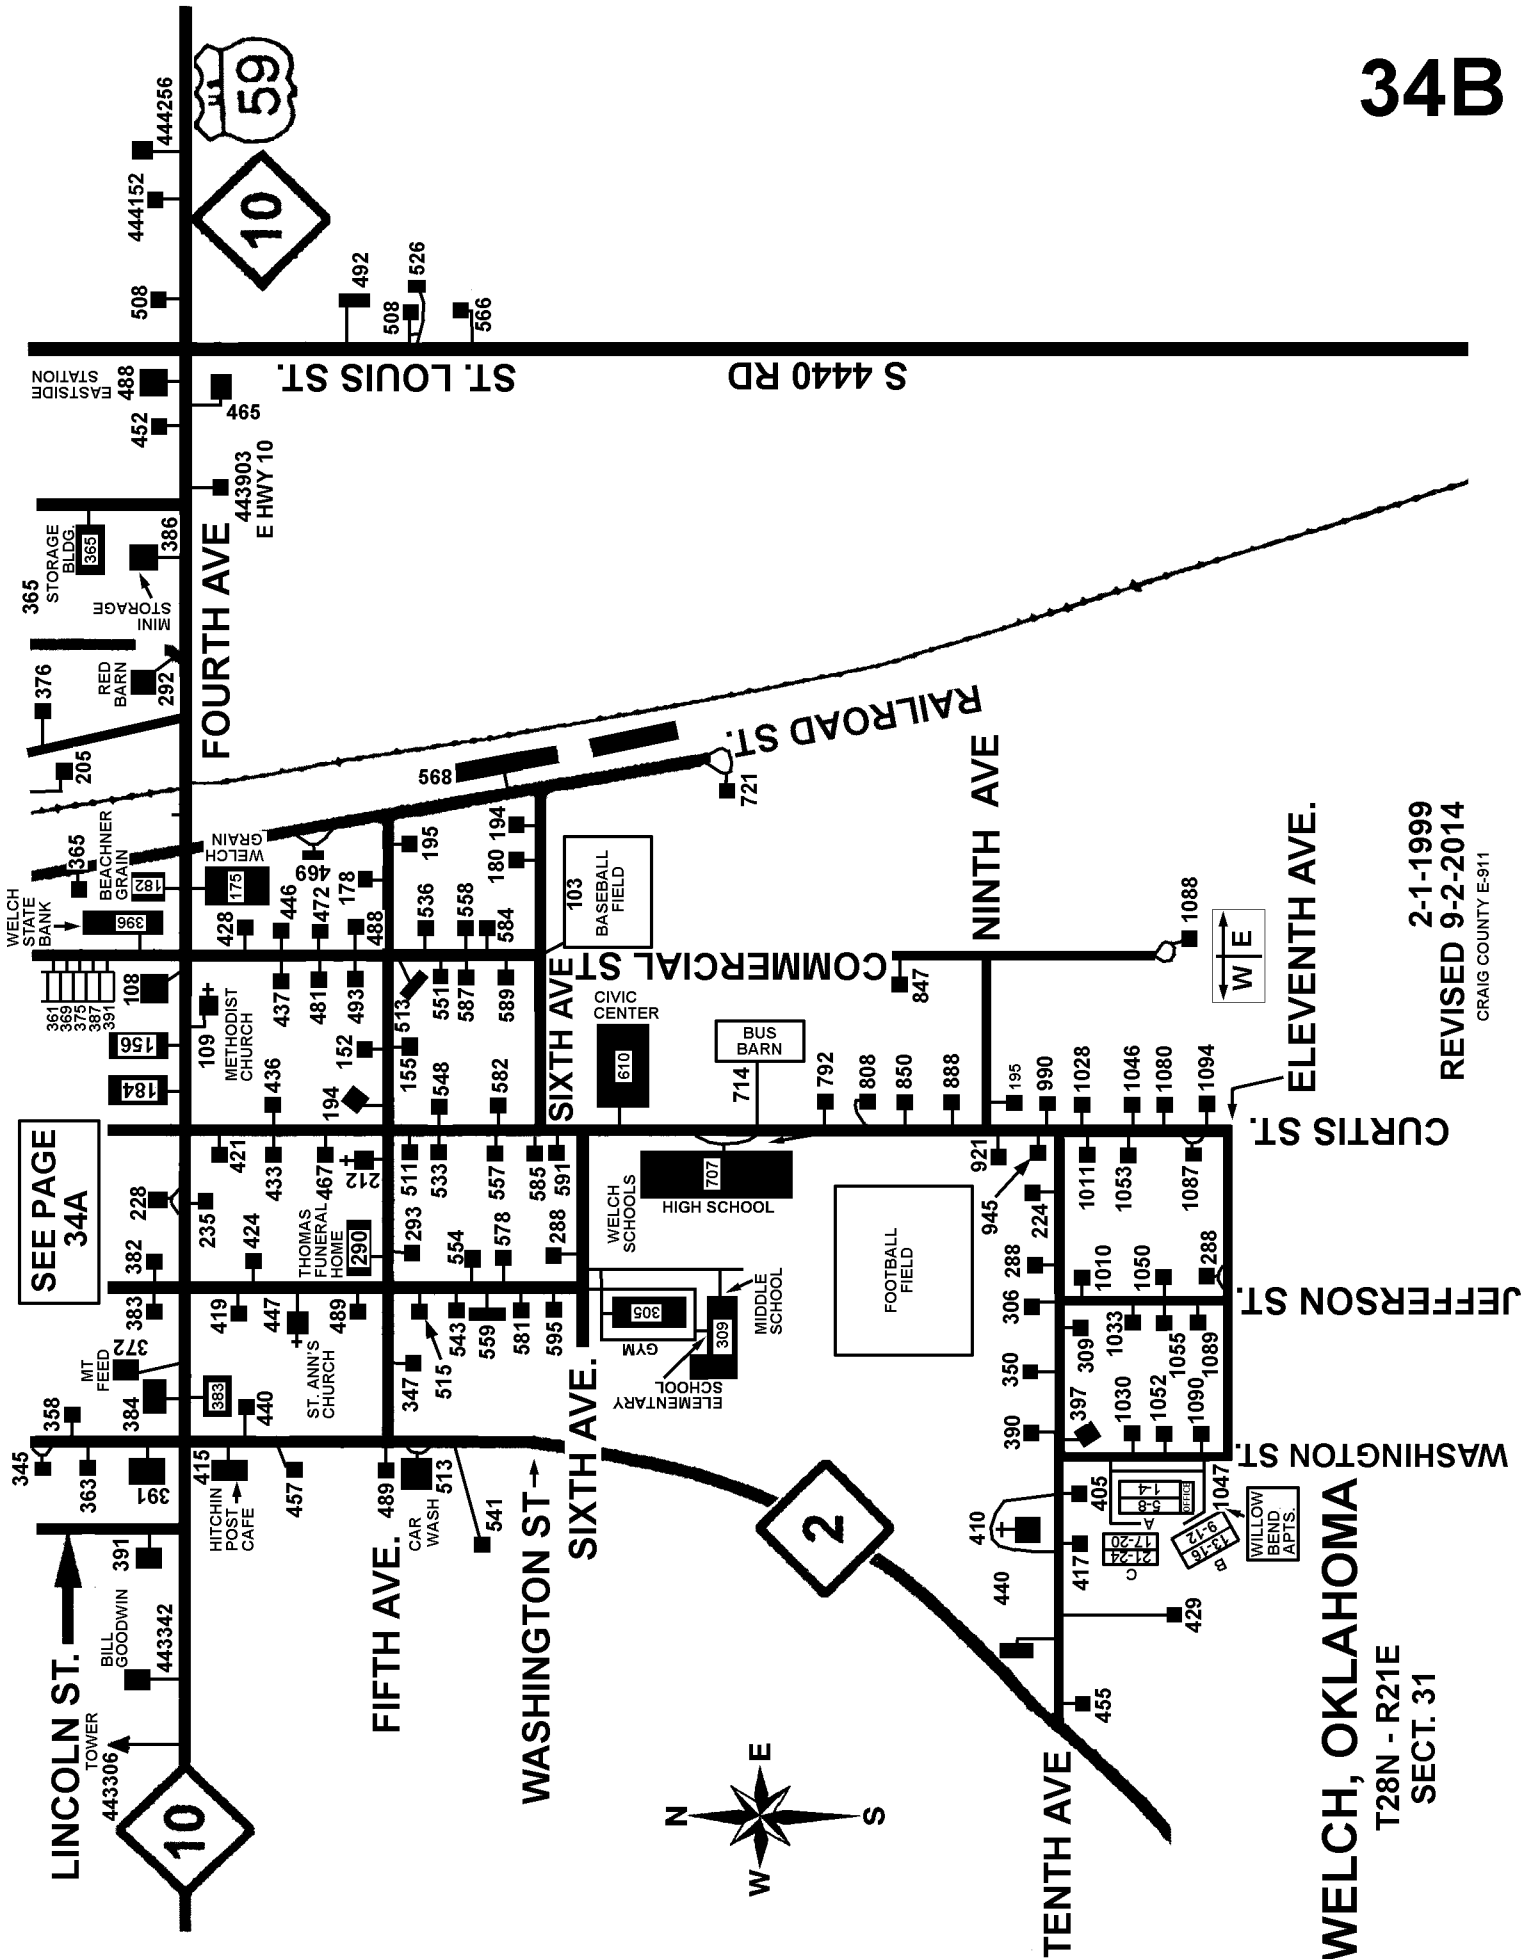 34B
444256
444152
U.S
59
10
508
492
508
526
566
ST. LOUIS ST.
S 4440 RD
EASTSIDE
STATION
488
452
465
443903
E HWY 10
386
365
STORAGE
BLDG.
365
MINI
STORAGE
FOURTH AVE
376
RED
BARN
292
205
RAILROAD ST.
895
721
WELCH
STATE
BANK
365
BEACHNER
GRAIN
182
396
WELCH
GRAIN
175
469
178
195
194
180
428
446
472
488
536
558
584
103
BASEBALL
FIELD
NINTH AVE
1088
W E
847
COMMERCIAL ST
361
369
375
387
391
108
109
METHODIST
CHURCH
437
481
493
513
551
587
589
SIXTH AVE
CIVIC
CENTER
610
BUS
BARN
714
156
184
152
155
194
436
548
582
792
808
850
888
195
990
1028
1046
1080
1094
ELEVENTH AVE.
2-1-1999
REVISED 9-2-2014
CRAIG COUNTY E-911
CURTIS ST.
SEE PAGE
34A
421
433
467
212
511
533
557
585
591
WELCH
SCHOOLS
707
HIGH SCHOOL
921
945
1011
1053
1087
228
235
382
424
THOMAS
FUNERAL
HOME
290
293
554
578
288
FOOTBALL
FIELD
224
288
1010
1050
288
JEFFERSON ST.
383
419
447
489
515
543
559
581
595
305
GYM
309
MIDDLE
SCHOOL
ELEMENTARY
SCHOOL
306
309
1033
1055
1089
372
MT
FEED
384
383
440
ST. ANN'S
CHURCH
347
350
390
397
1030
1052
1090
WASHINGTON ST.
358
345
363
391
415
HITCHIN
POST
CAFE
457
489
CAR
WASH
513
541
WASHINGTON ST
SIXTH AVE.
2
410
405
417
440
429
455
1-4
5-8
OFFICE
A
1047
17-20
21-24
C
9-12
13-16
B
WILLOW
BEND
APTS.
LINCOLN ST.
391
BILL
GOODWIN
443342
TOWER
443306
10
FIFTH AVE.
TENTH AVE
N
E
S
W
WELCH, OKLAHOMA
T28N - R21E
SECT. 31